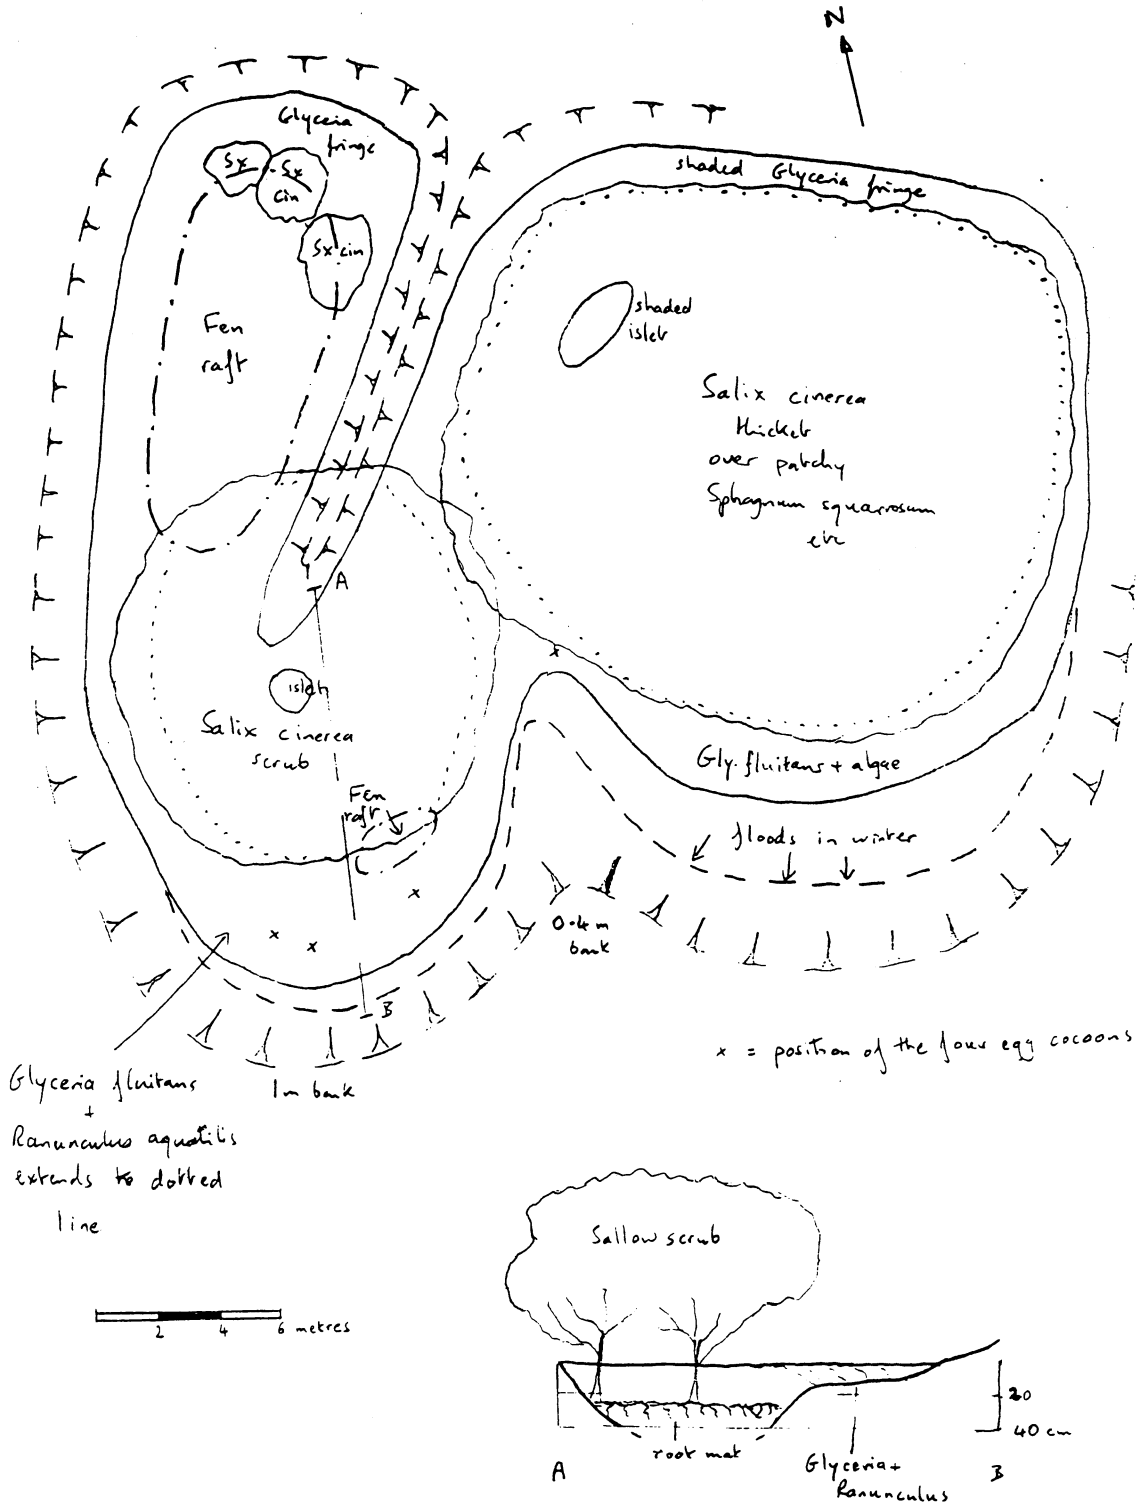 N
Glyceria
fringe
shaded Glyceria fringe
Sx
Sx
cin
Sx cin
shaded
islet
Fen
raft
Salix cinerea
thicket
over patchy
Sphagnum squarrosum
etc
A
islet
Salix cinerea
scrub
Fen
raft
x
Gly. fluitans + algae
floods in winter
x
x
x
0.4 m
bank
B
x = position of the four egg cocoons
1m bank
Glyceria fluitans
+
Ranunculus aquatilis
extends to dotted
line
2 4 6 metres
Sallow scrub
20
40 cm
root mat
A
Glyceria +
Ranunculus
B